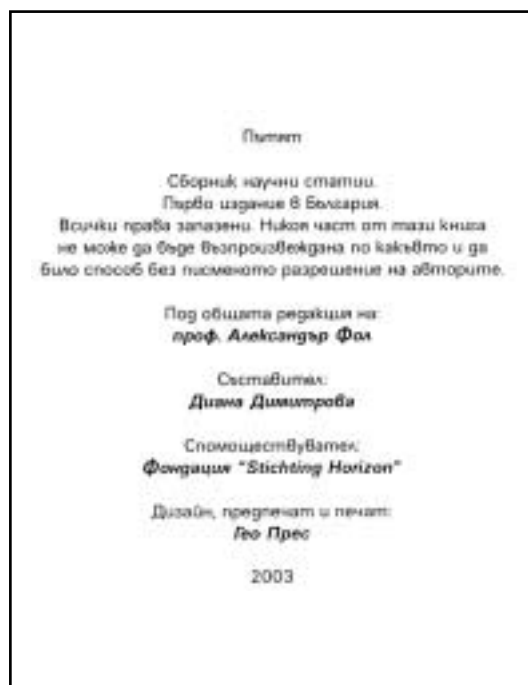 Пътят
Сборник научни статии.
Първо издание в България.
Всички права запазени. Никоя част от тази книга
не може да бъде възпроизвеждана по какъвто и да
било способ без писменото разрешение на авторите.
Под общата редакция на:
проф. Александър Фол
Съставител:
Диана Димитрова
Спомоществувател:
Фондация "Stichting Horizon"
Дизайн, предпечат и печат:
Гео Прес
2003